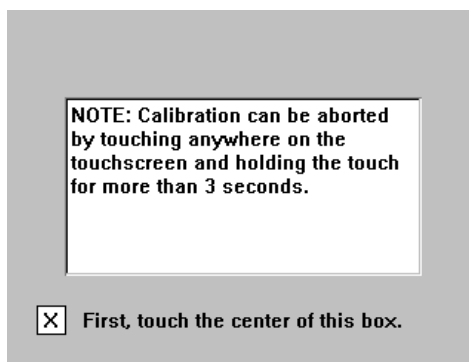 NOTE: Calibration can be aborted
by touching anywhere on the
touchscreen and holding the touch
for more than 3 seconds.
X First, touch the center of this box.